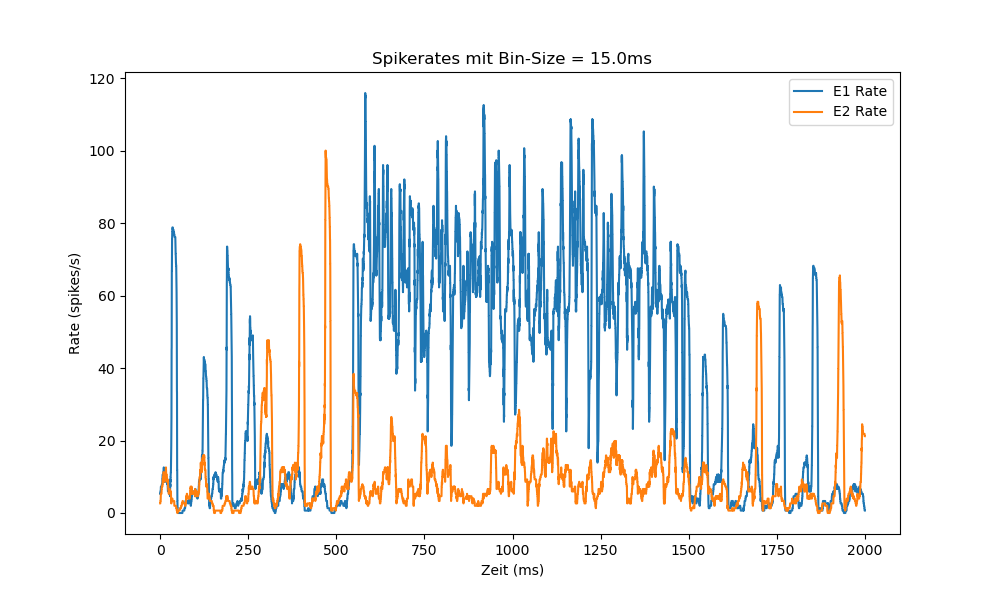 Spikerates mit Bin-Size = 15.0ms
E1 Rate
E2 Rate
Rate (spikes/s)
120
100
80
60
40
20
0
0 250 500 750 1000 1250 1500 1750 2000
Zeit (ms)